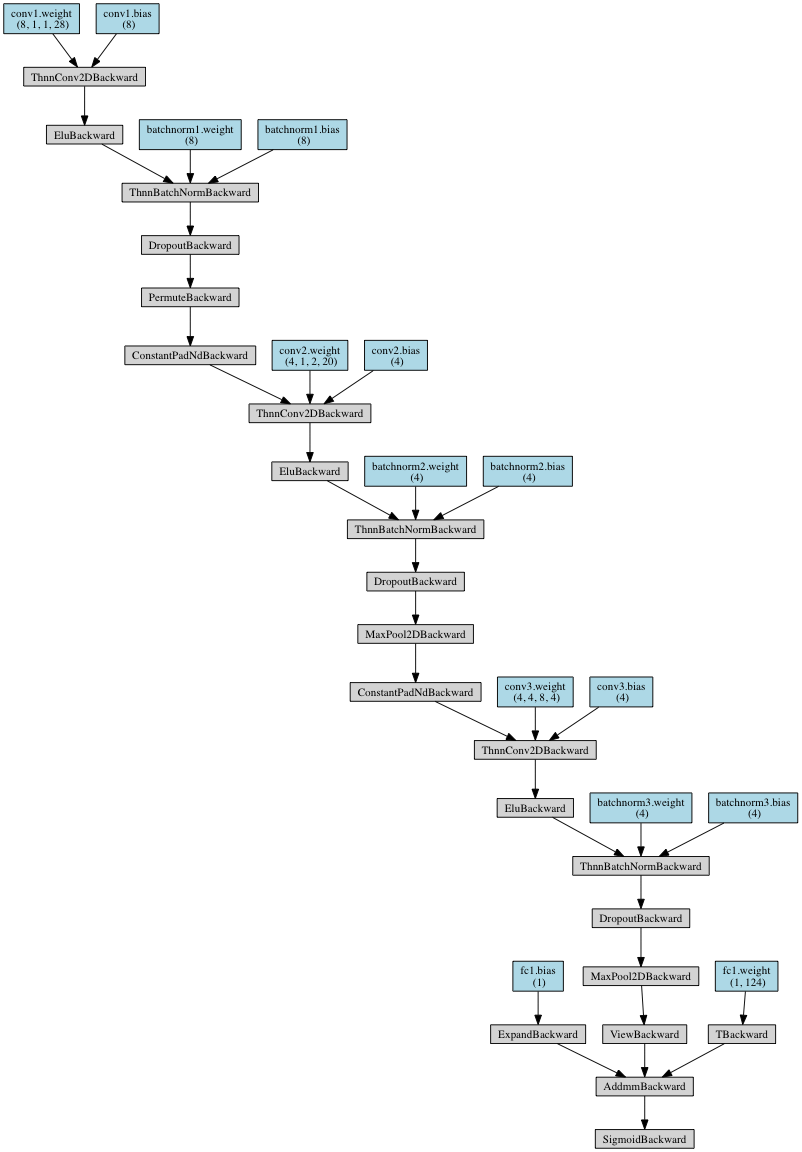 conv1.weight
(8, 1, 1, 28)
conv1.bias
(8)
ThnnConv2DBackward
EluBackward
batchnorm1.weight
(8)
batchnorm1.bias
(8)
ThnnBatchNormBackward
DropoutBackward
PermuteBackward
ConstantPadNdBackward
conv2.weight
(4, 1, 2, 20)
conv2.bias
(4)
ThnnConv2DBackward
EluBackward
batchnorm2.weight
(4)
batchnorm2.bias
(4)
ThnnBatchNormBackward
DropoutBackward
MaxPool2DBackward
ConstantPadNdBackward
conv3.weight
(4, 4, 8, 4)
conv3.bias
(4)
ThnnConv2DBackward
EluBackward
batchnorm3.weight
(4)
batchnorm3.bias
(4)
ThnnBatchNormBackward
DropoutBackward
fc1.bias
(1)
MaxPool2DBackward
fc1.weight
(1, 124)
ExpandBackward
ViewBackward
TBackward
AddmmBackward
SigmoidBackward